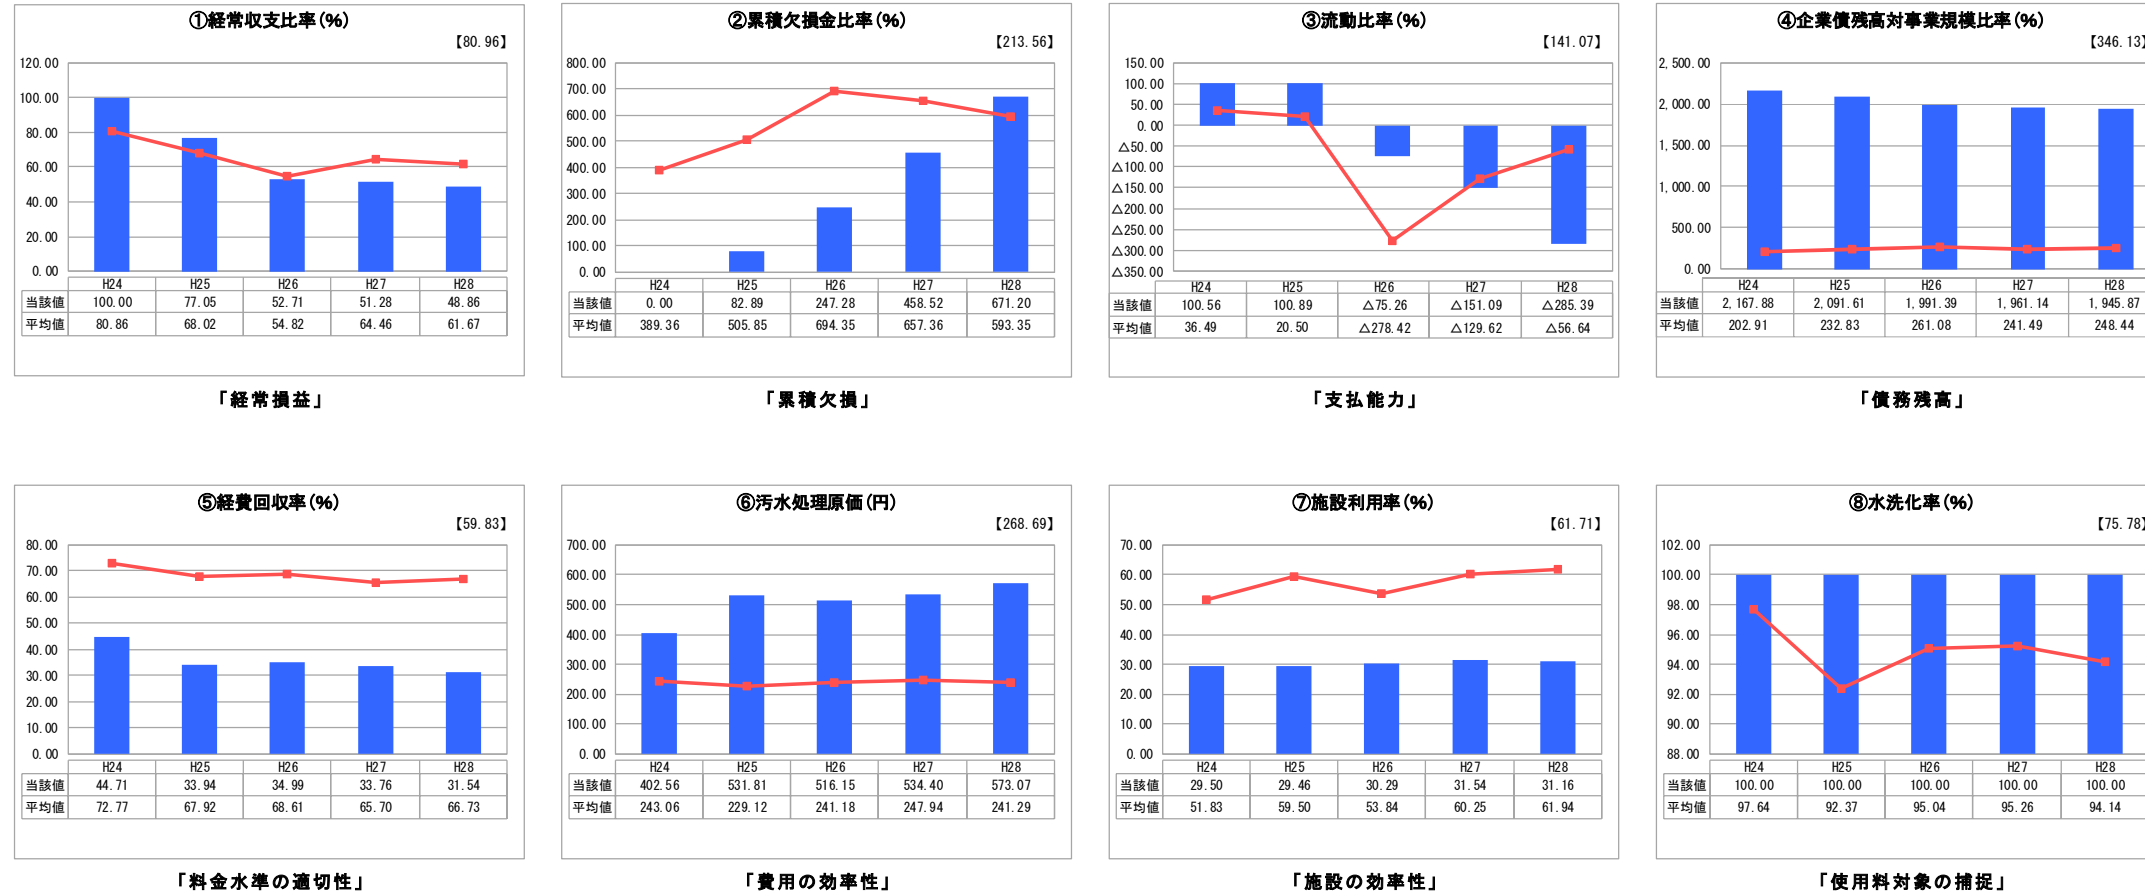 ①経常収支比率(%)
【80.96】
120.00
100.00
80.00
60.00
40.00
20.00
0.00
H24 H25 H26 H27 H28
当該値 100.00 77.05 52.71 51.28 48.86
平均値 80.86 68.02 54.82 64.46 61.67
「経常損益」
②累積欠損金比率(%)
【213.56】
800.00
700.00
600.00
500.00
400.00
300.00
200.00
100.00
0.00
H24 H25 H26 H27 H28
当該値 0.00 82.89 247.28 458.52 671.20
平均値 389.36 505.85 694.35 657.36 593.35
「累積欠損」
③流動比率(%)
【141.07】
150.00
100.00
50.00
0.00
△50.00
△100.00
△150.00
△200.00
△250.00
△300.00
△350.00
H24 H25 H26 H27 H28
当該値 100.56 100.89 △75.26 △151.09 △285.39
平均値 36.49 20.50 △278.42 △129.62 △56.64
「支払能力」
④企業債残高対事業規模比率(%)
【346.13】
2,500.00
2,000.00
1,500.00
1,000.00
500.00
0.00
H24 H25 H26 H27 H28
当該値 2,167.88 2,091.61 1,991.39 1,961.14 1,945.87
平均値 202.91 232.83 261.08 241.49 248.44
「債務残高」
⑤経費回収率(%)
【59.83】
80.00
70.00
60.00
50.00
40.00
30.00
20.00
10.00
0.00
H24 H25 H26 H27 H28
当該値 44.71 33.94 34.99 33.76 31.54
平均値 72.77 67.92 68.61 65.70 66.73
「料金水準の適切性」
⑥汚水処理原価(円)
【268.69】
700.00
600.00
500.00
400.00
300.00
200.00
100.00
0.00
H24 H25 H26 H27 H28
当該値 402.56 531.81 516.15 534.40 573.07
平均値 243.06 229.12 241.18 247.94 241.29
「費用の効率性」
⑦施設利用率(%)
【61.71】
70.00
60.00
50.00
40.00
30.00
20.00
10.00
0.00
H24 H25 H26 H27 H28
当該値 29.50 29.46 30.29 31.54 31.16
平均値 51.83 59.50 53.84 60.25 61.94
「施設の効率性」
⑧水洗化率(%)
【75.78】
102.00
100.00
98.00
96.00
94.00
92.00
90.00
88.00
H24 H25 H26 H27 H28
当該値 100.00 100.00 100.00 100.00 100.00
平均値 97.64 92.37 95.04 95.26 94.14
「使用料対象の捕捉」